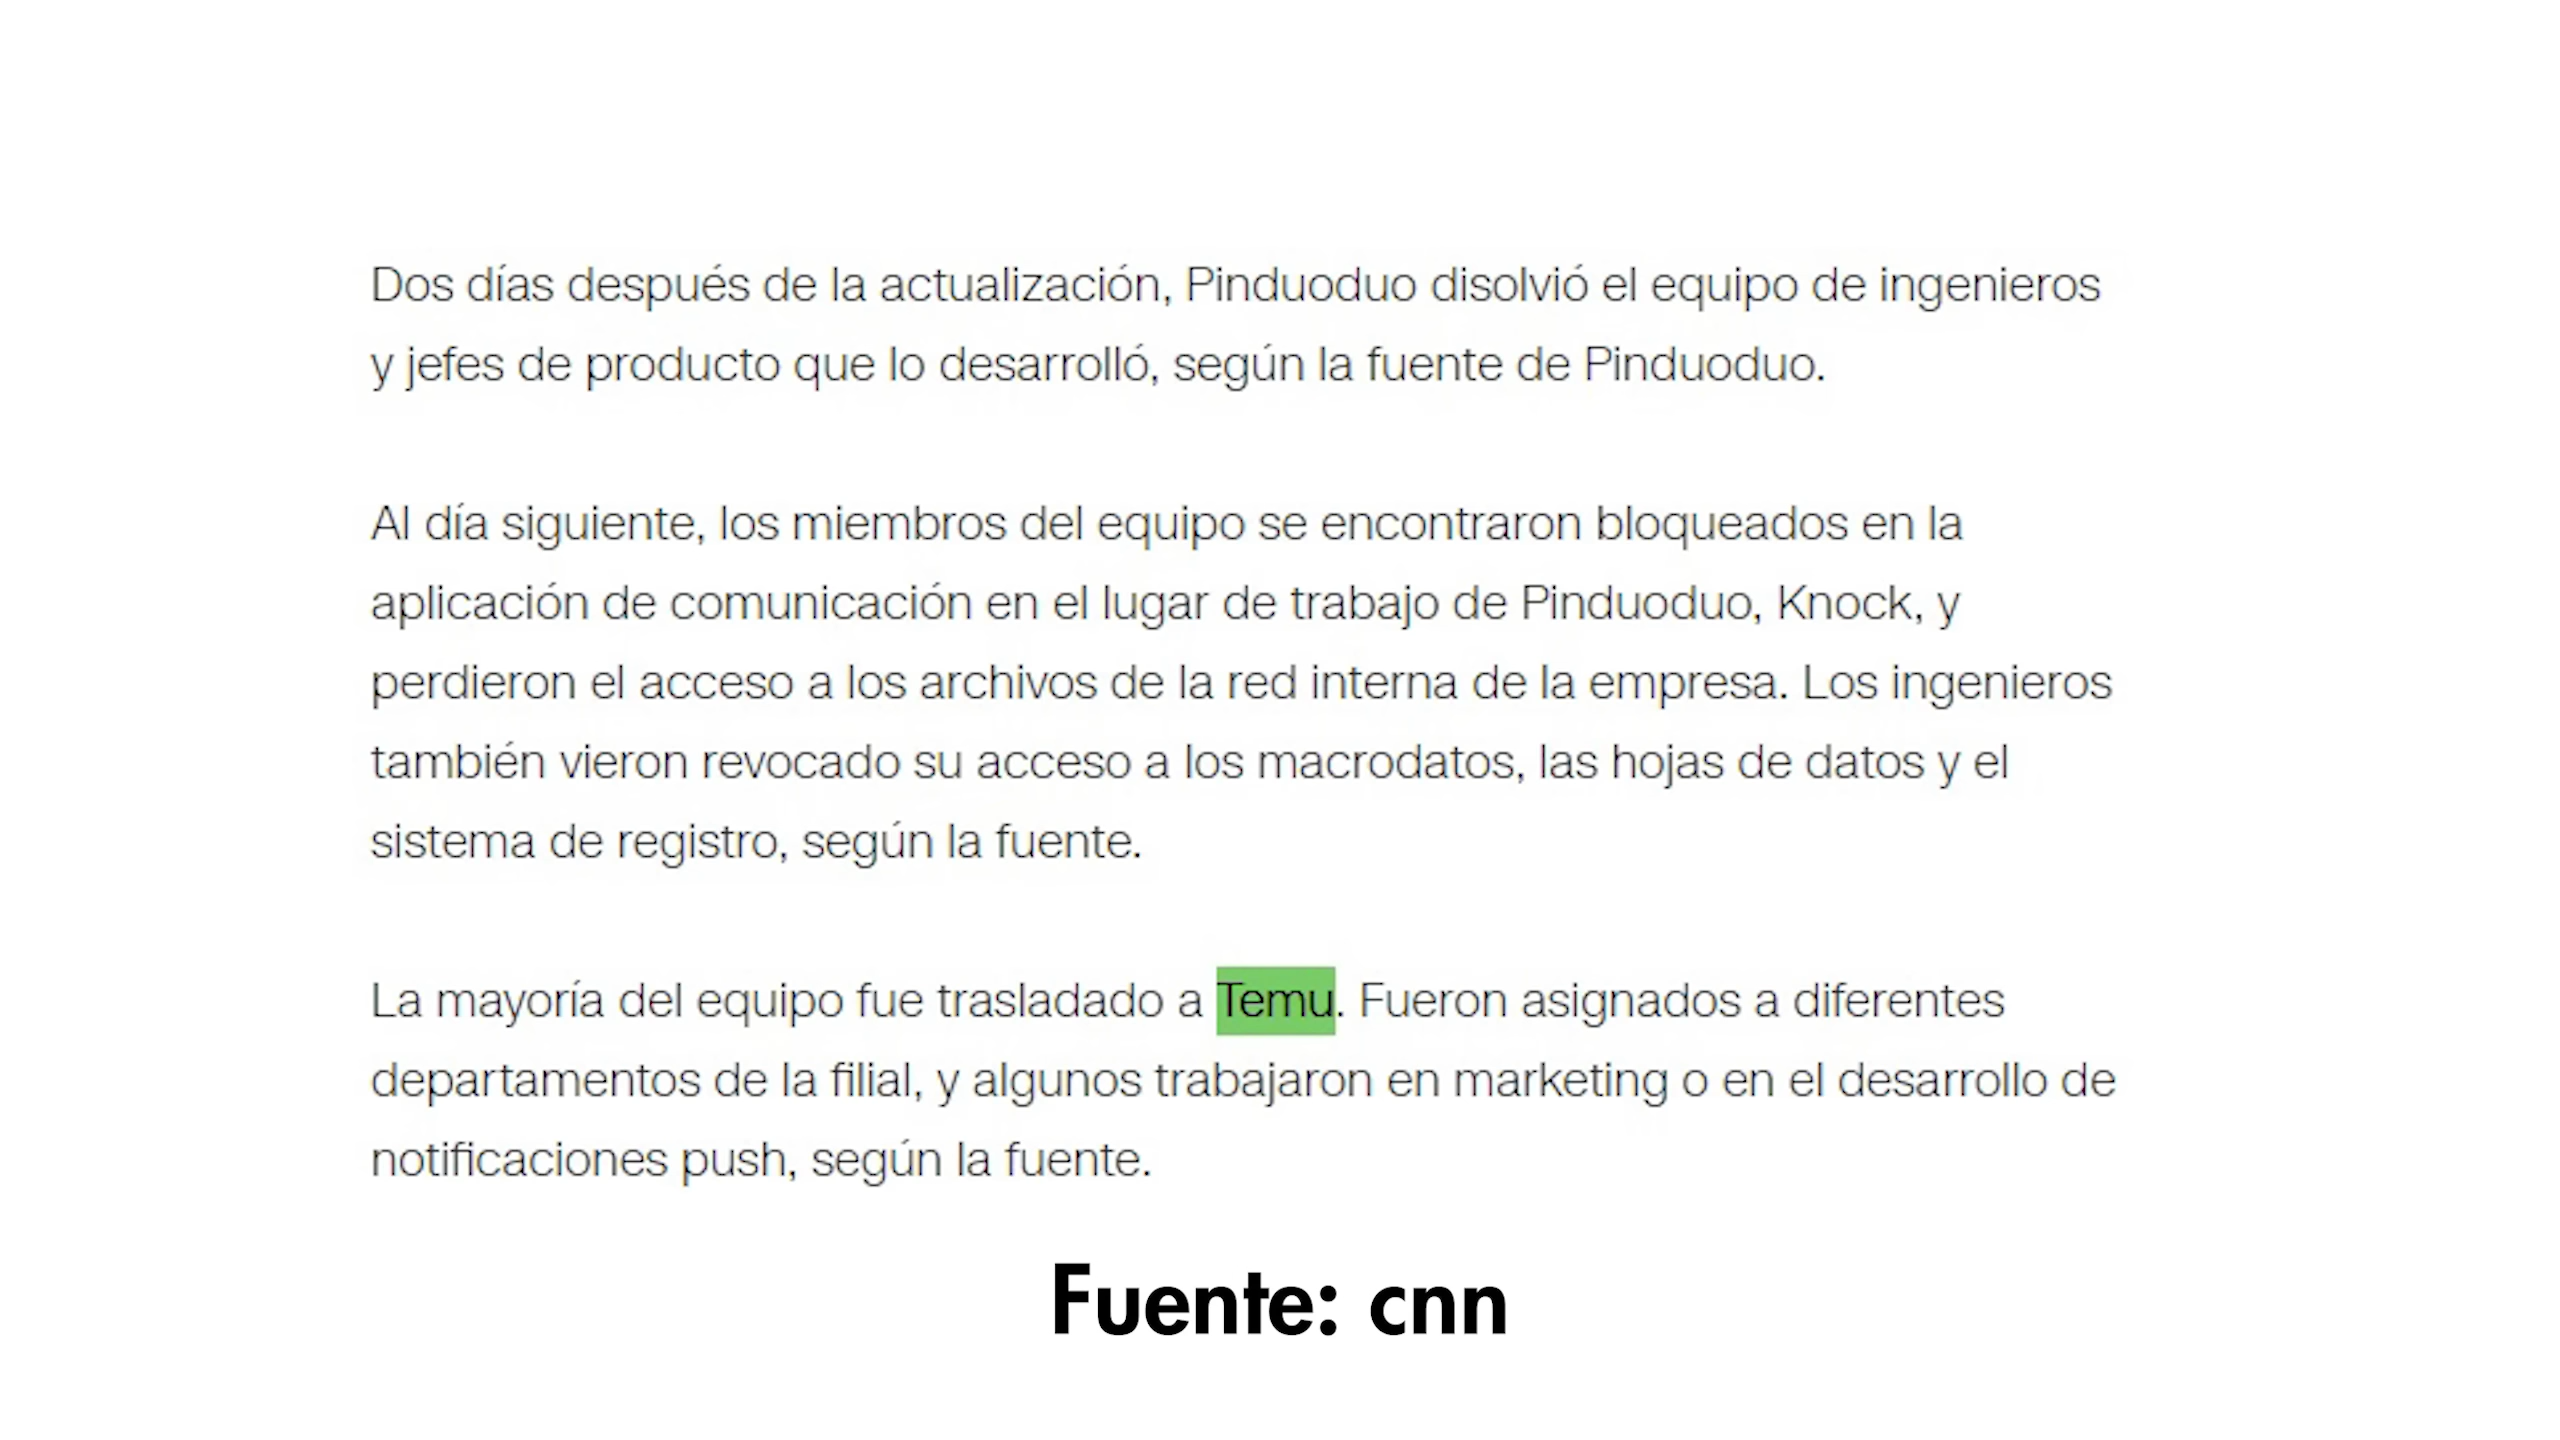 Dos días después de la actualización, Pinduoduo disolvió el equipo de ingenieros
y jefes de producto que lo desarrolló, según la fuente de Pinduoduo.
Al día siguiente, los miembros del equipo se encontraron bloqueados en la
aplicación de comunicación en el lugar de trabajo de Pinduoduo, Knock, y
perdieron el acceso a los archivos de la red interna de la empresa. Los ingenieros
también vieron revocado su acceso a los macrodatos, las hojas de datos y el
sistema de registro, según la fuente.
La mayoría del equipo fue trasladado a Temu. Fueron asignados a diferentes
departamentos de la filial, y algunos trabajaron en marketing o en el desarrollo de
notificaciones push, según la fuente.
Fuente: cnn